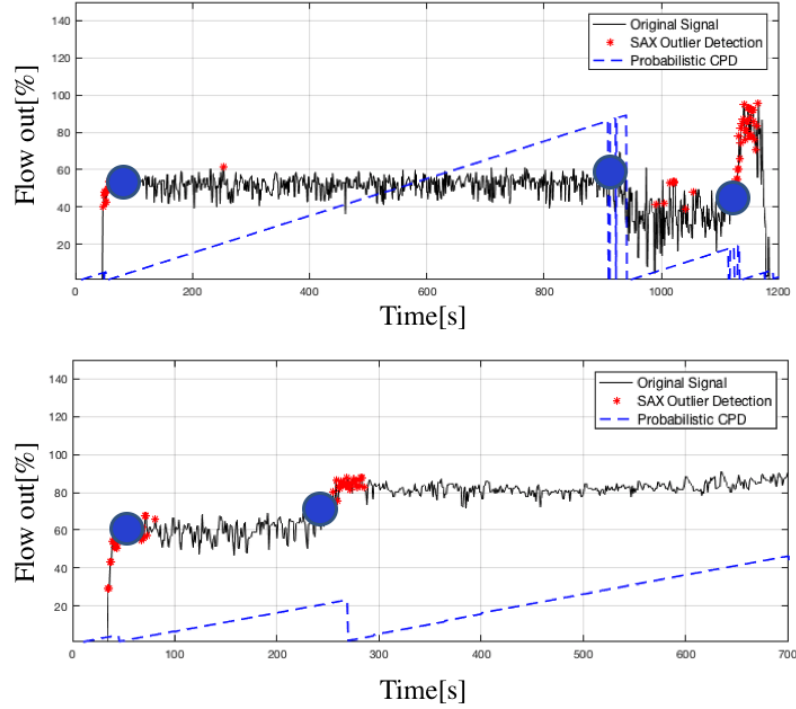 140
120
100
80
60
40
20
Flow out[%]
Original Signal
SAX Outlier Detection
Probabilistic CPD
0 200 400 600 800 1000 1200
Time[s]
140
120
100
80
60
40
20
Flow out[%]
Original Signal
SAX Outlier Detection
Probabilistic CPD
0 100 200 300 400 500 600 700
Time[s]